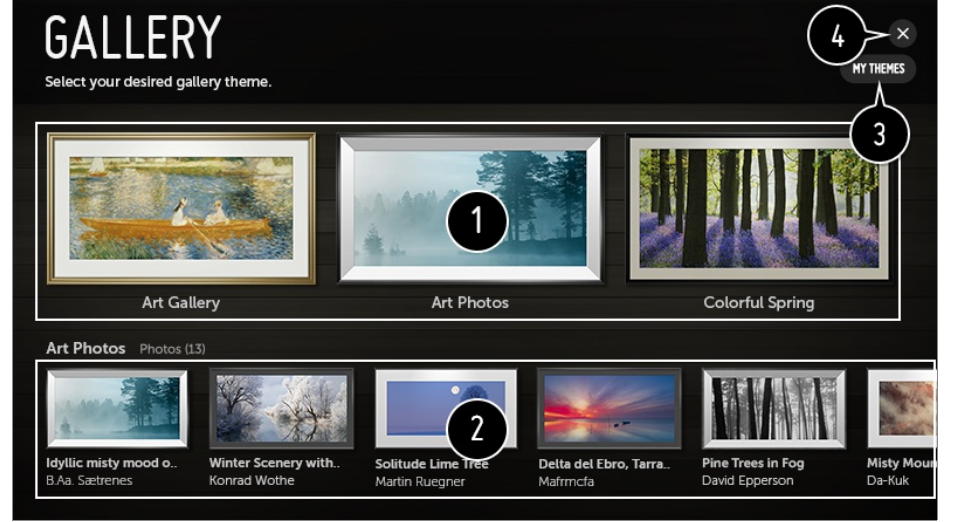 GALLERY
Select your desired gallery theme.
4
MY THEMES
3
1
Art Gallery
Art Photos
Colorful Spring
Art Photos Photos (13)
2
Idyllic misty mood o..
B.Aa. Sætrenes
Winter Scenery with..
Konrad Wothe
Solitude Lime Tree
Martin Ruegner
Delta del Ebro, Tarra..
Mafrmcfa
Pine Trees in Fog
David Epperson
Misty Moun
Da-Kuk